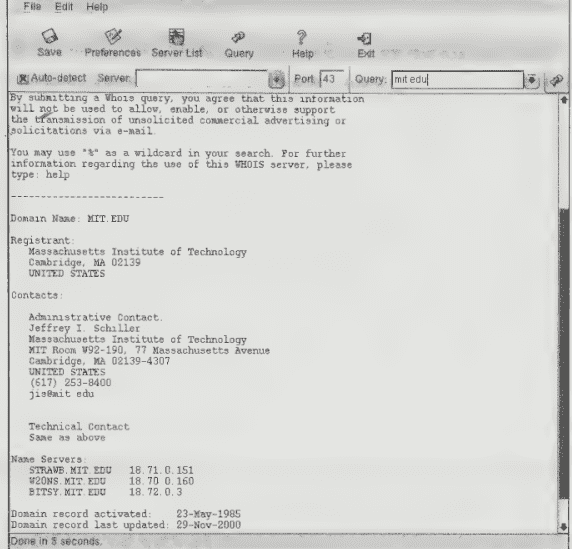 File Edit Help
Save Preferences Server List Query Help Exit
Auto-detect Server: Port: 43 Query: mit edu
By submitting a Whois query, you agree that this information
will not be used to allow, enable, or otherwise support
the transmission of unsolicited commercial advertising or
solicitations via e-mail.
You may use "%" as a wildcard in your search. For further
information regarding the use of this WHOIS server, please
type: help
------------------------
Domain Name: MIT.EDU
Registrant:
Massachusetts Institute of Technology
Cambridge, MA 02139
UNITED STATES
Contacts:
Administrative Contact.
Jeffrey I. Schiller
Massachusetts Institute of Technology
MIT Room W92-190, 77 Massachusetts Avenue
Cambridge, MA 02139-4307
UNITED STATES
(617) 253-8400
jis@mit edu
Technical Contact
Same as above
Name Servers:
STRAWB.MIT.EDU 18.71.0.151
W20NS.MIT.EDU 18.70 0.160
BITSY.MIT.EDU 18.72.0.3
Domain record activated: 23-May-1985
Domain record last updated: 29-Nov-2000
Done in 5 seconds.